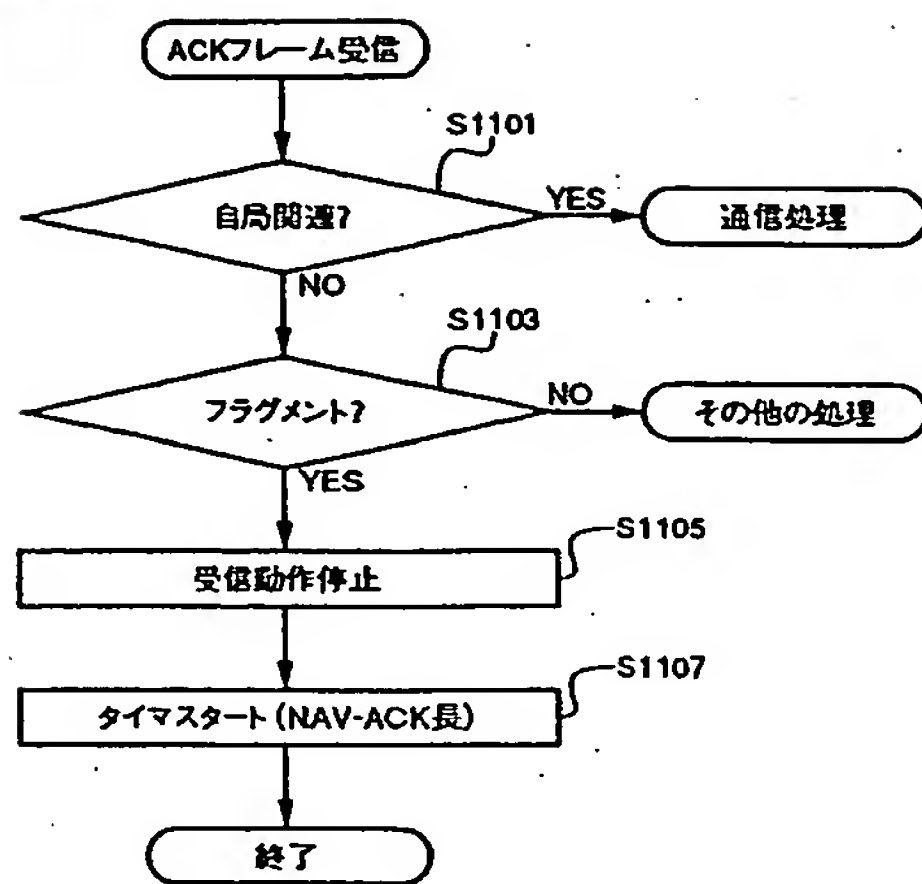 ACKフレーム受信
S1101
自局関連?
YES
通信処理
NO
S1103
フラグメント?
NO
その他の処理
YES
S1105
受信動作停止
S1107
タイマスタート(NAV-ACK長)
終了